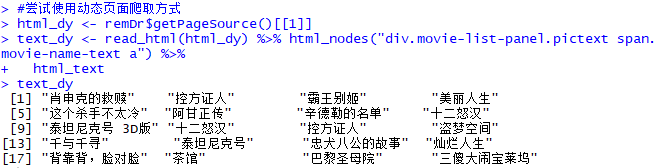 > #尝试使用动态页面爬取方式
> html_dy <- remDr$getPageSource()[[1]]
> text_dy <- read_html(html_dy) %>% html_nodes("div.movie-list-panel.pictext span.
movie-name-text a") %>%
+   html_text
> text_dy
 [1] "肖申克的救赎" "控方证人" "霸王别姬" "美丽人生"
 [5] "这个杀手不太冷" "阿甘正传" "辛德勒的名单" "十二怒汉"
 [9] "泰坦尼克号 3D版" "十二怒汉" "控方证人" "盗梦空间"
[13] "千与千寻" "泰坦尼克号" "忠犬八公的故事" "灿烂人生"
[17] "背靠背，脸对脸" "茶馆" "巴黎圣母院" "三傻大闹宝莱坞"